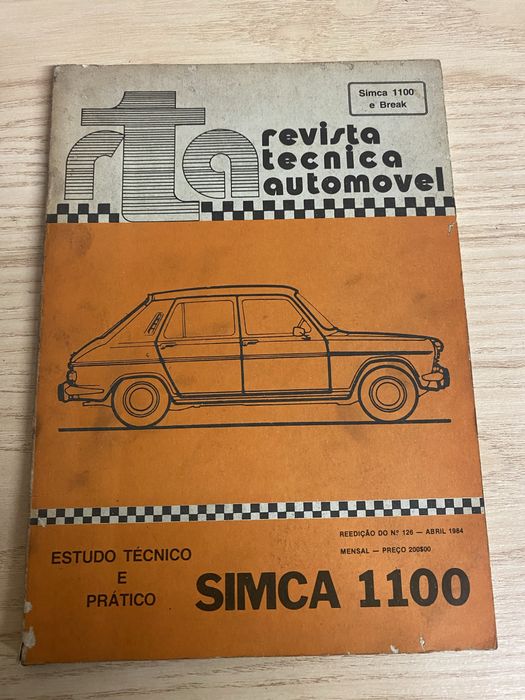 Simca 1100
e Break
rta
revista
tecnica
automovel
REEDIÇÃO DO Nº 126 — ABRIL 1984
MENSAL — PREÇO 200$00
ESTUDO TÉCNICO
E
PRÁTICO
SIMCA 1100